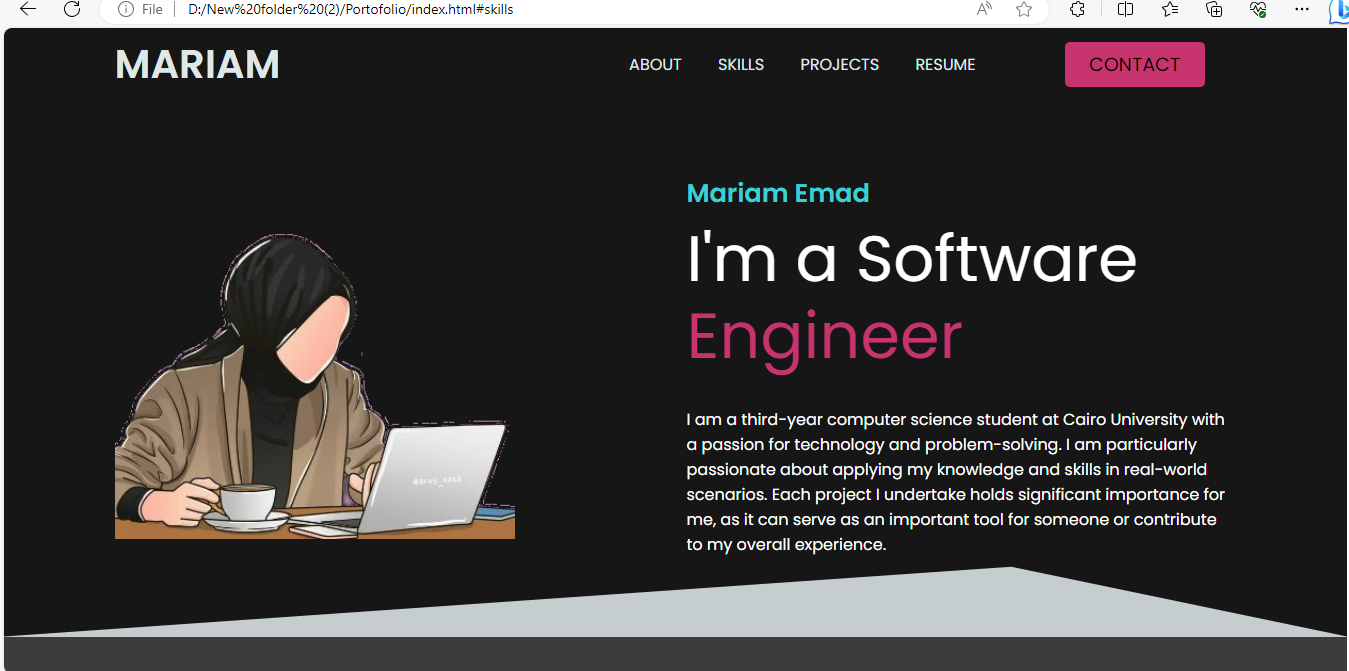 File D:/New%20folder%20(2)/Portofolio/index.html#skills
MARIAM
ABOUT SKILLS PROJECTS RESUME CONTACT
Mariam Emad
I'm a Software
Engineer
I am a third-year computer science student at Cairo University with
a passion for technology and problem-solving. I am particularly
passionate about applying my knowledge and skills in real-world
scenarios. Each project I undertake holds significant importance for
me, as it can serve as an important tool for someone or contribute
to my overall experience.